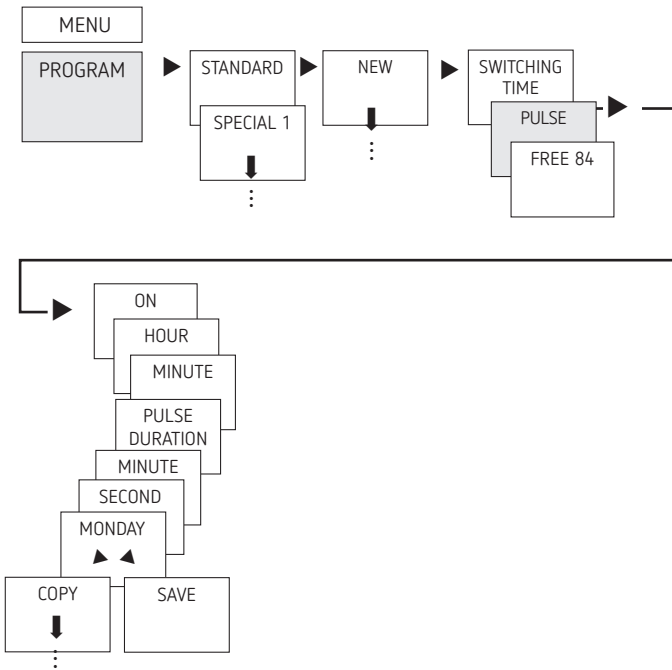 MENU
PROGRAM
STANDARD
SPECIAL 1
NEW
SWITCHING
TIME
PULSE
FREE 84
ON
HOUR
MINUTE
PULSE
DURATION
MINUTE
SECOND
MONDAY
COPY
SAVE